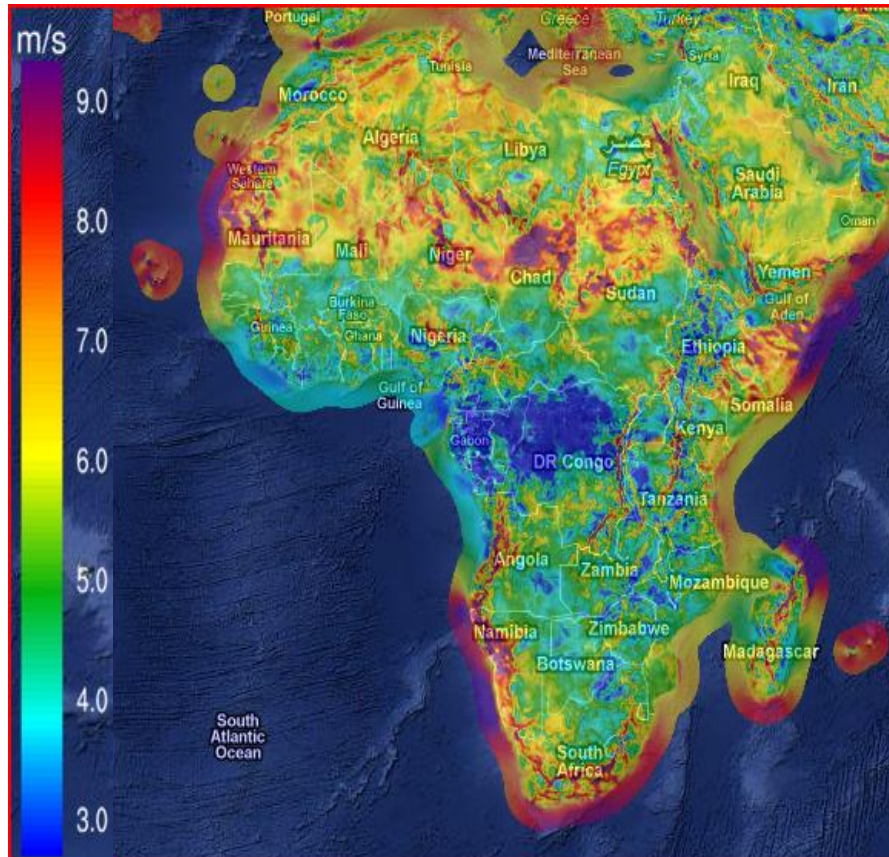 m/s
9.0
8.0
7.0
6.0
5.0
4.0
3.0
Portugal
Greece
Turkey
Mediterranean
Sea
Syria
Tunisia
Iraq
Iran
Morocco
Algeria
Libya
مصر
Egypt
Saudi
Arabia
Western
Sahara
Oman
Mauritania
Mali
Niger
Chad
Sudan
Yemen
Gulf of
Aden
Burkina
Faso
Guinea
Ghana
Nigeria
Ethiopia
Gulf of
Guinea
Somalia
Kenya
Gabon
DR Congo
Tanzania
Angola
Zambia
Mozambique
Namibia
Zimbabwe
Madagascar
Botswana
South
Atlantic
Ocean
South
Africa